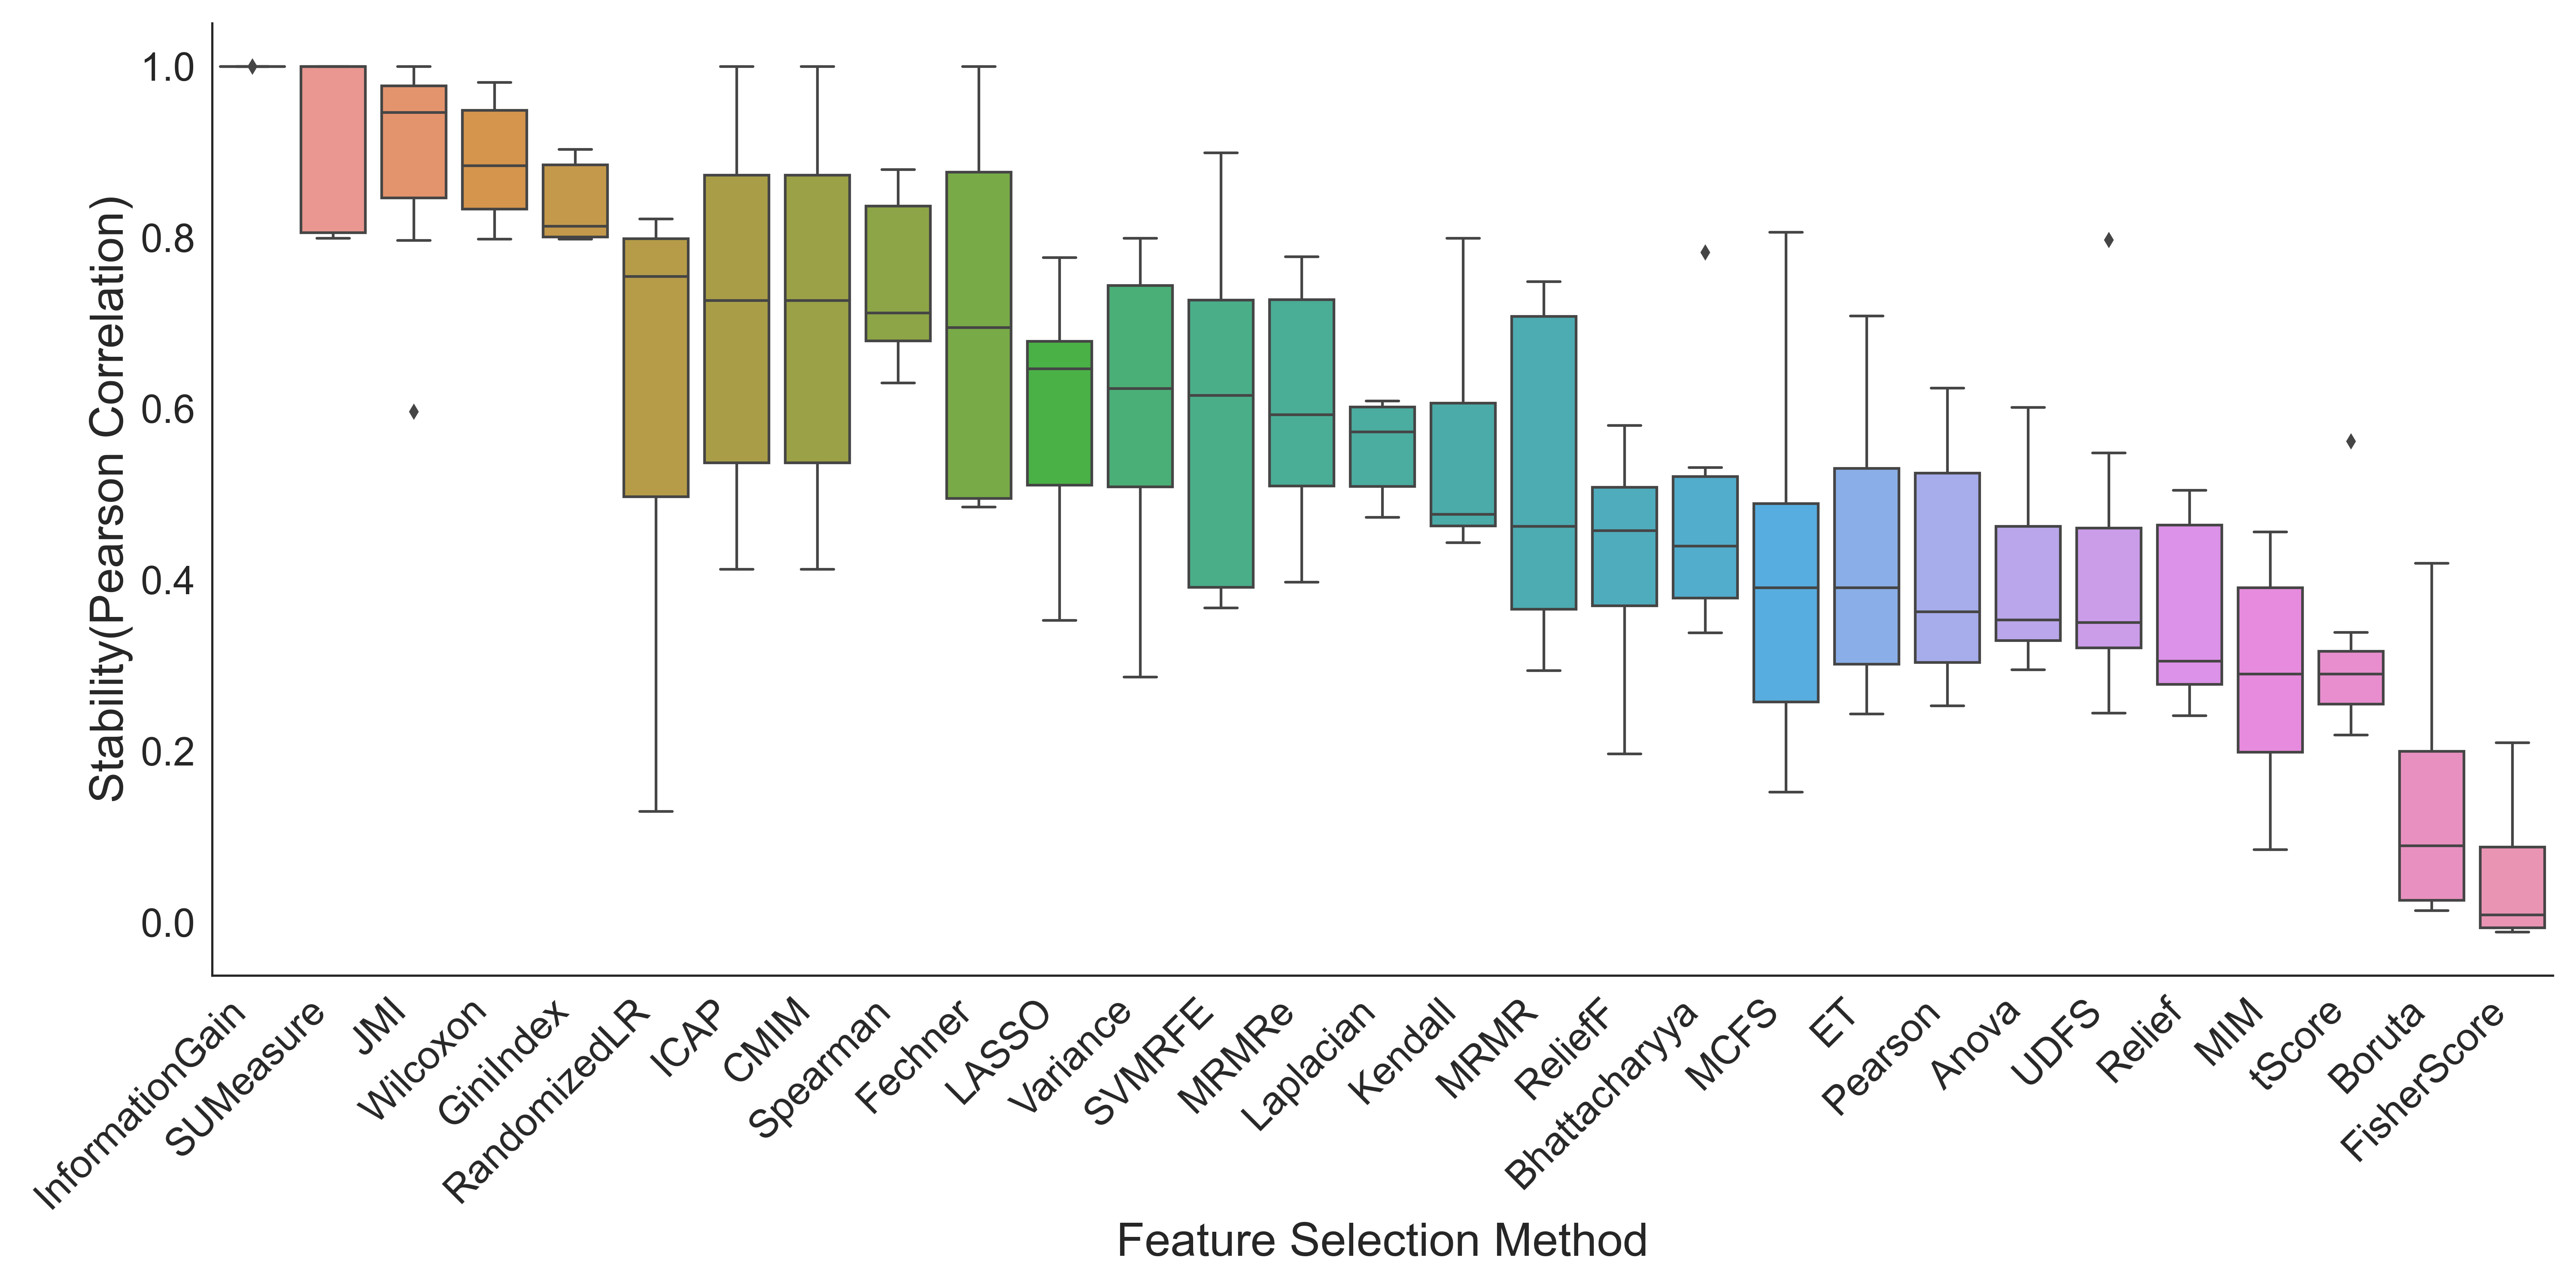 Stability(Pearson Correlation)
1.0
0.8
0.6
0.4
0.2
0.0
InformationGain
SUMeasure
JMI
Wilcoxon
GiniIndex
RandomizedLR
ICAP
CMIM
Spearman
Fechner
LASSO
Variance
SVMRFE
MRMRe
Laplacian
Kendall
MRMR
ReliefF
Bhattacharyya
MCFS
ET
Pearson
Anova
UDFS
Relief
MIM
tScore
Boruta
FisherScore
Feature Selection Method